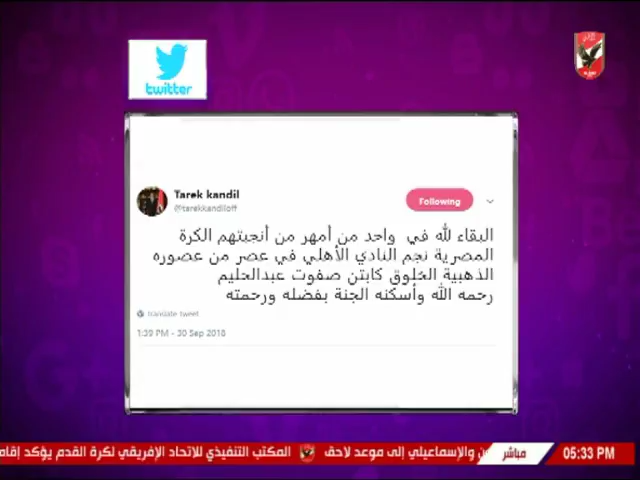 twitter
Tarek kandil
@tarekkandiloff
Following
البقاء لله في واحد من أمهر من أنجبتهم الكرة
المصرية نجم النادي الأهلي في عصر من عصوره
الذهبية الخلوق كابتن صفوت عبدالحليم
رحمه الله وأسكنه الجنة بفضله ورحمته
translate tweet
1:39 PM - 30 Sep 2018
ن والإسماعيلي إلى موعد لاحق
المكتب التنفيذي للاتحاد الإفريقي لكرة القدم يؤكد إقام
مباشر
05:33 PM